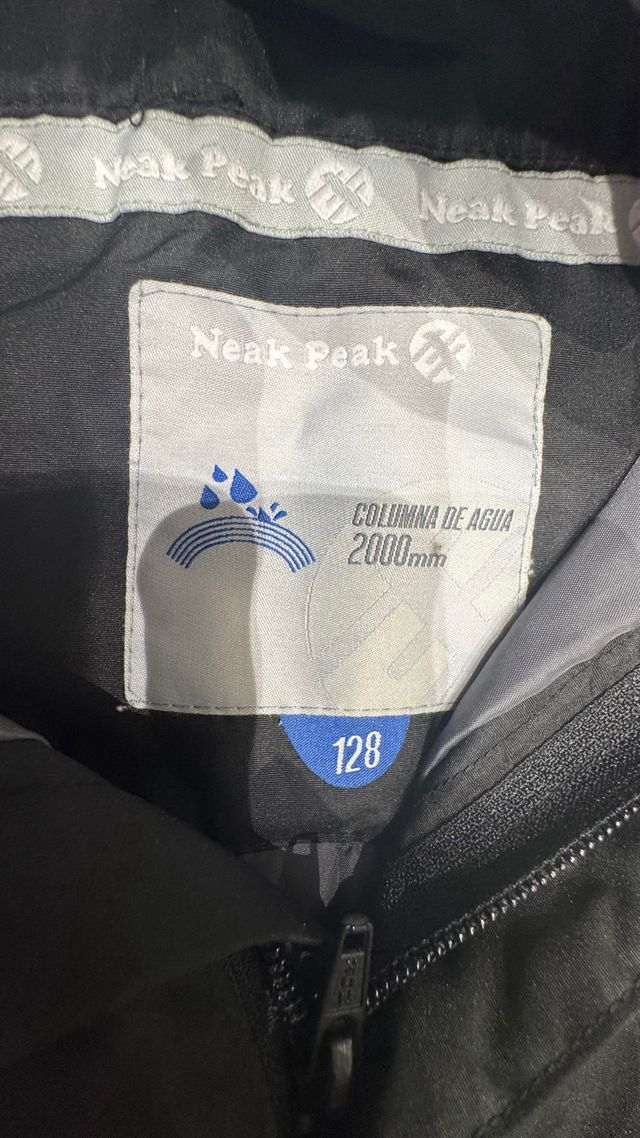 Neak Peak Neak Peak
Neak Peak
COLUMNA DE AGUA
2000mm
128